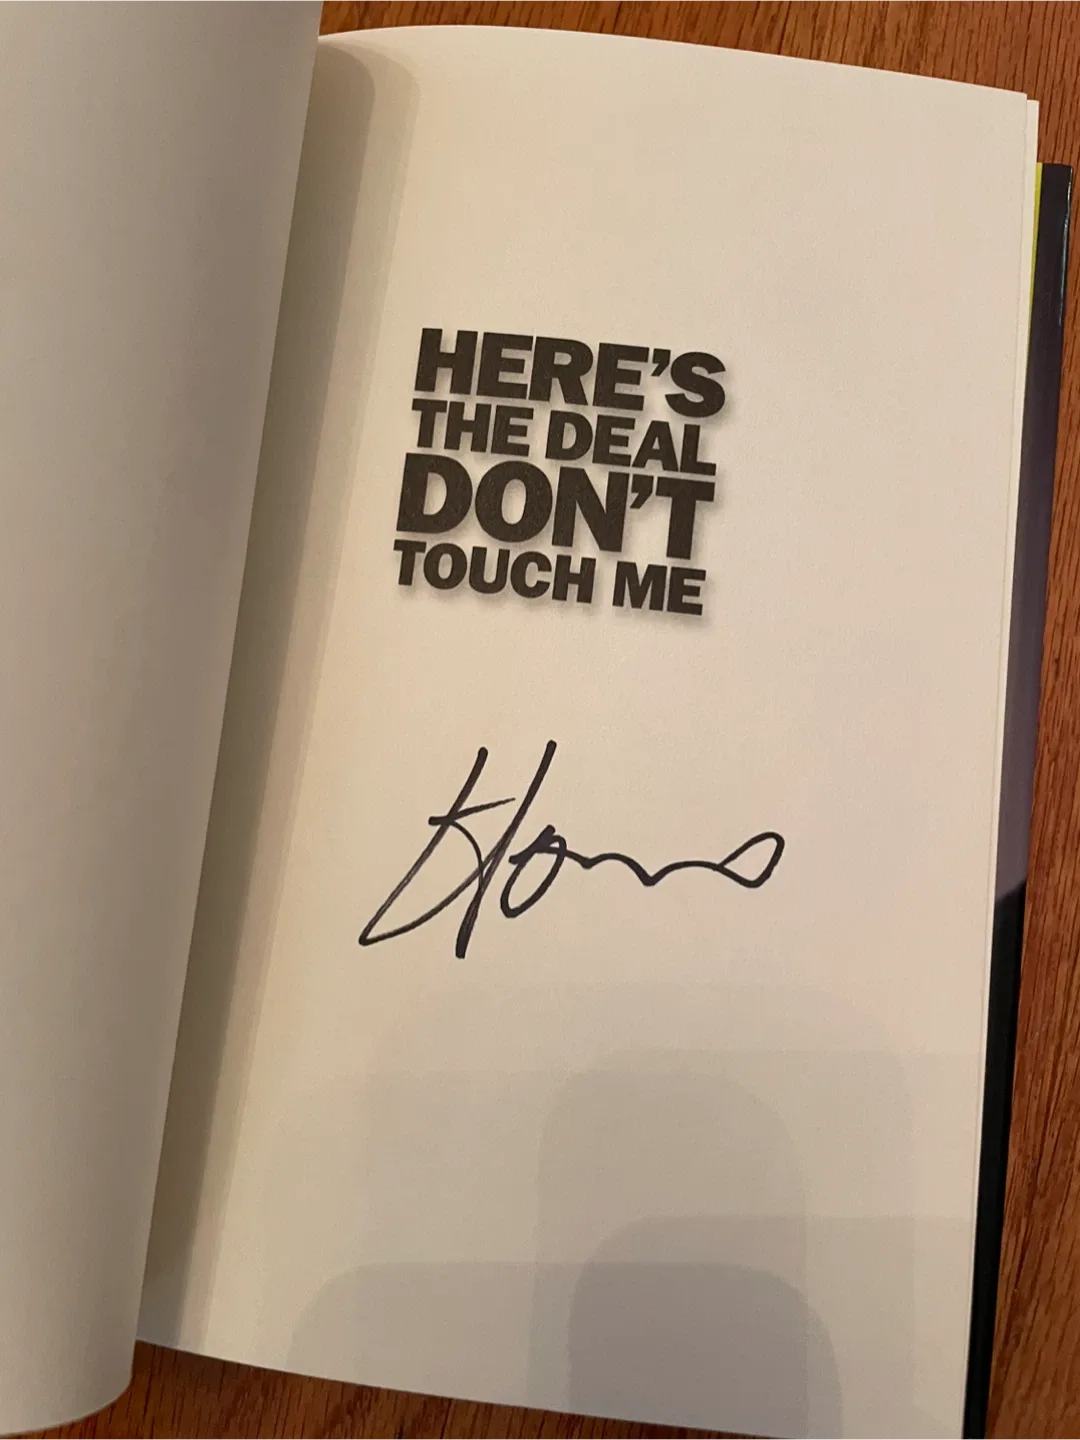 HERE'S
THE DEAL
DON'T
TOUCH ME